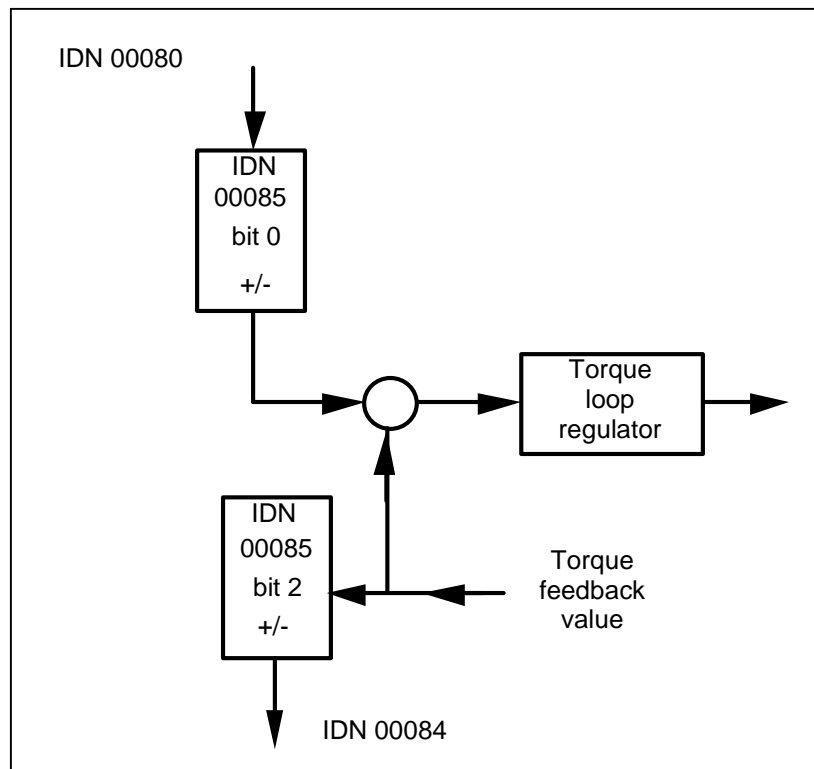 IDN 00080
IDN
00085
bit 0
+/-
Torque
loop
regulator
IDN
00085
bit 2
+/-
Torque
feedback
value
IDN 00084